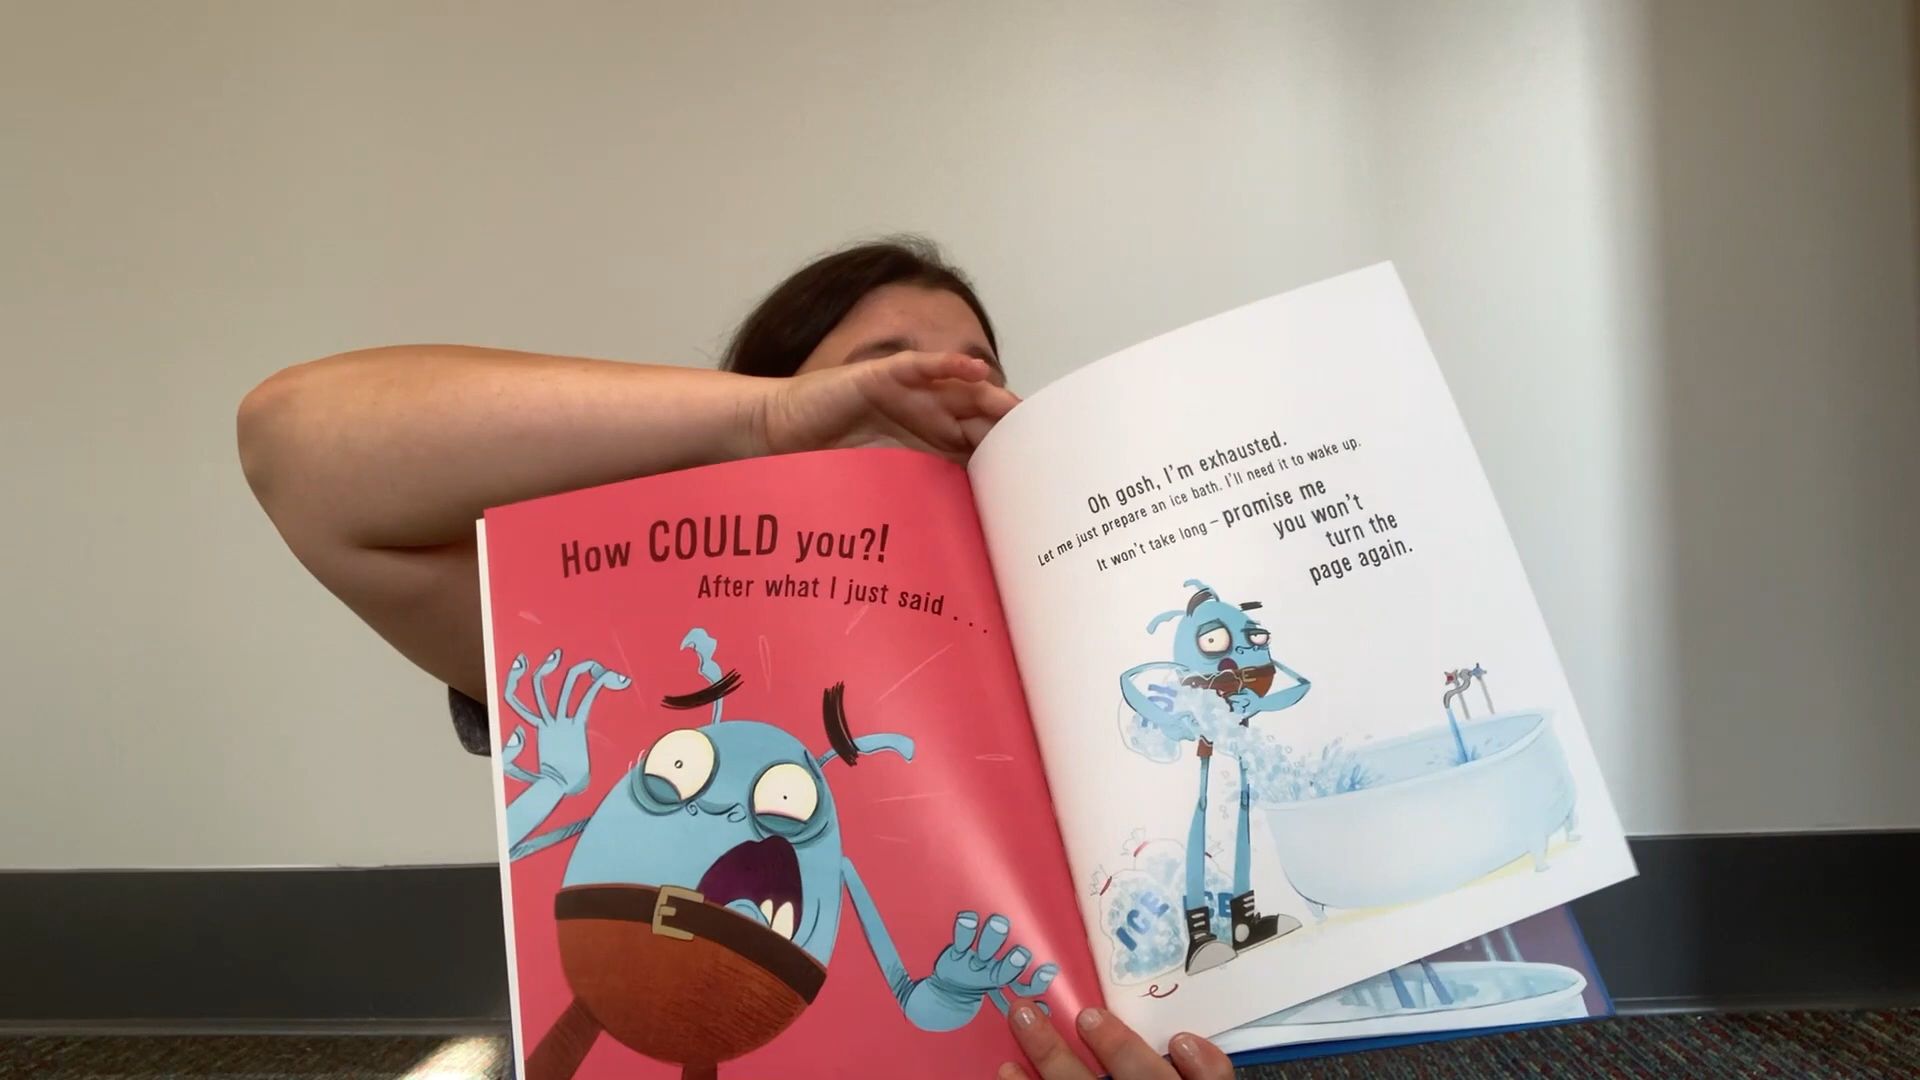 How COULD you?!
After what I just said . . .
Oh gosh, I'm exhausted.
Let me just prepare an ice bath. I'll need it to wake up.
It won't take long – promise me
you won't
turn the
page again.
ICE
ICE